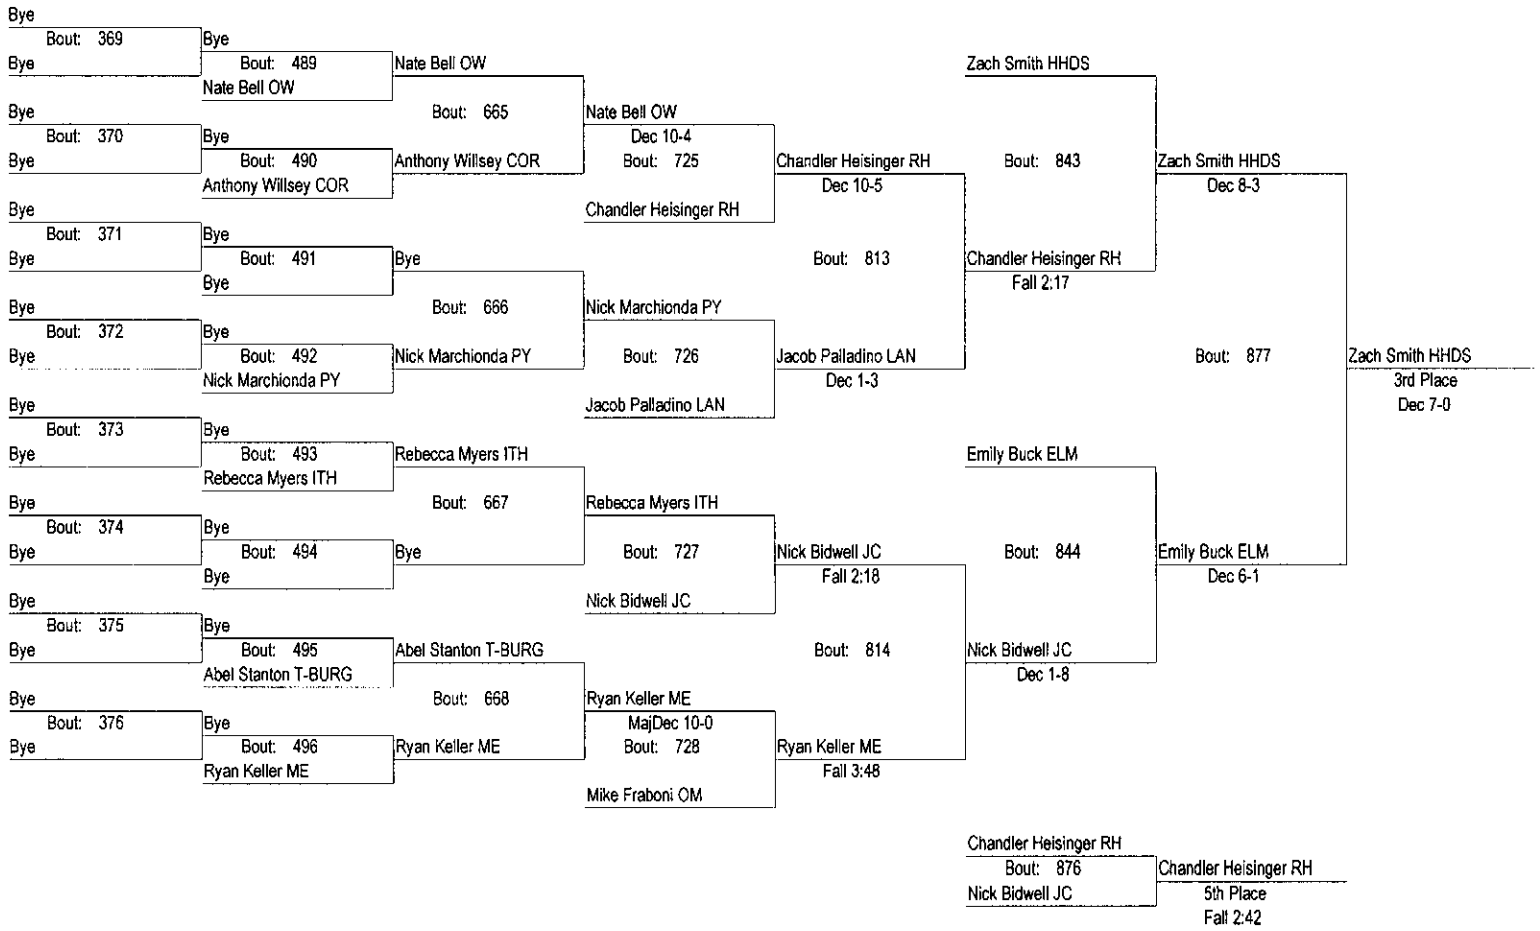 Bye
Bout: 369
Bye
Bye
Bout: 370
Bye
Bye
Bout: 371
Bye
Bye
Bout: 372
Bye
Bye
Bout: 373
Bye
Bye
Bout: 374
Bye
Bye
Bout: 375
Bye
Bye
Bout: 376
Bye
Bye
Bout: 489
Nate Bell OW
Bye
Bout: 490
Anthony Willsey COR
Bye
Bout: 491
Bye
Bye
Bout: 492
Nick Marchionda PY
Bye
Bout: 493
Rebecca Myers ITH
Bye
Bout: 494
Bye
Bye
Bout: 495
Abel Stanton T-BURG
Bye
Bout: 496
Ryan Keller ME
Nate Bell OW
Bout: 665
Anthony Willsey COR
Bye
Bout: 666
Nick Marchionda PY
Rebecca Myers ITH
Bout: 667
Bye
Abel Stanton T-BURG
Bout: 668
Ryan Keller ME
Nate Bell OW
Dec 10-4
Bout: 725
Chandler Heisinger RH
Nick Marchionda PY
Bout: 726
Jacob Palladino LAN
Rebecca Myers ITH
Bout: 727
Nick Bidwell JC
Ryan Keller ME
MajDec 10-0
Bout: 728
Mike Fraboni OM
Chandler Heisinger RH
Dec 10-5
Bout: 813
Jacob Palladino LAN
Dec 1-3
Nick Bidwell JC
Fall 2:18
Bout: 814
Ryan Keller ME
Fall 3:48
Zach Smith HHDS
Bout: 843
Chandler Heisinger RH
Fall 2:17
Emily Buck ELM
Bout: 844
Nick Bidwell JC
Dec 1-8
Zach Smith HHDS
Dec 8-3
Bout: 877
Emily Buck ELM
Dec 6-1
Zach Smith HHDS
3rd Place
Dec 7-0
Chandler Heisinger RH
Bout: 876
Nick Bidwell JC
Chandler Heisinger RH
5th Place
Fall 2:42